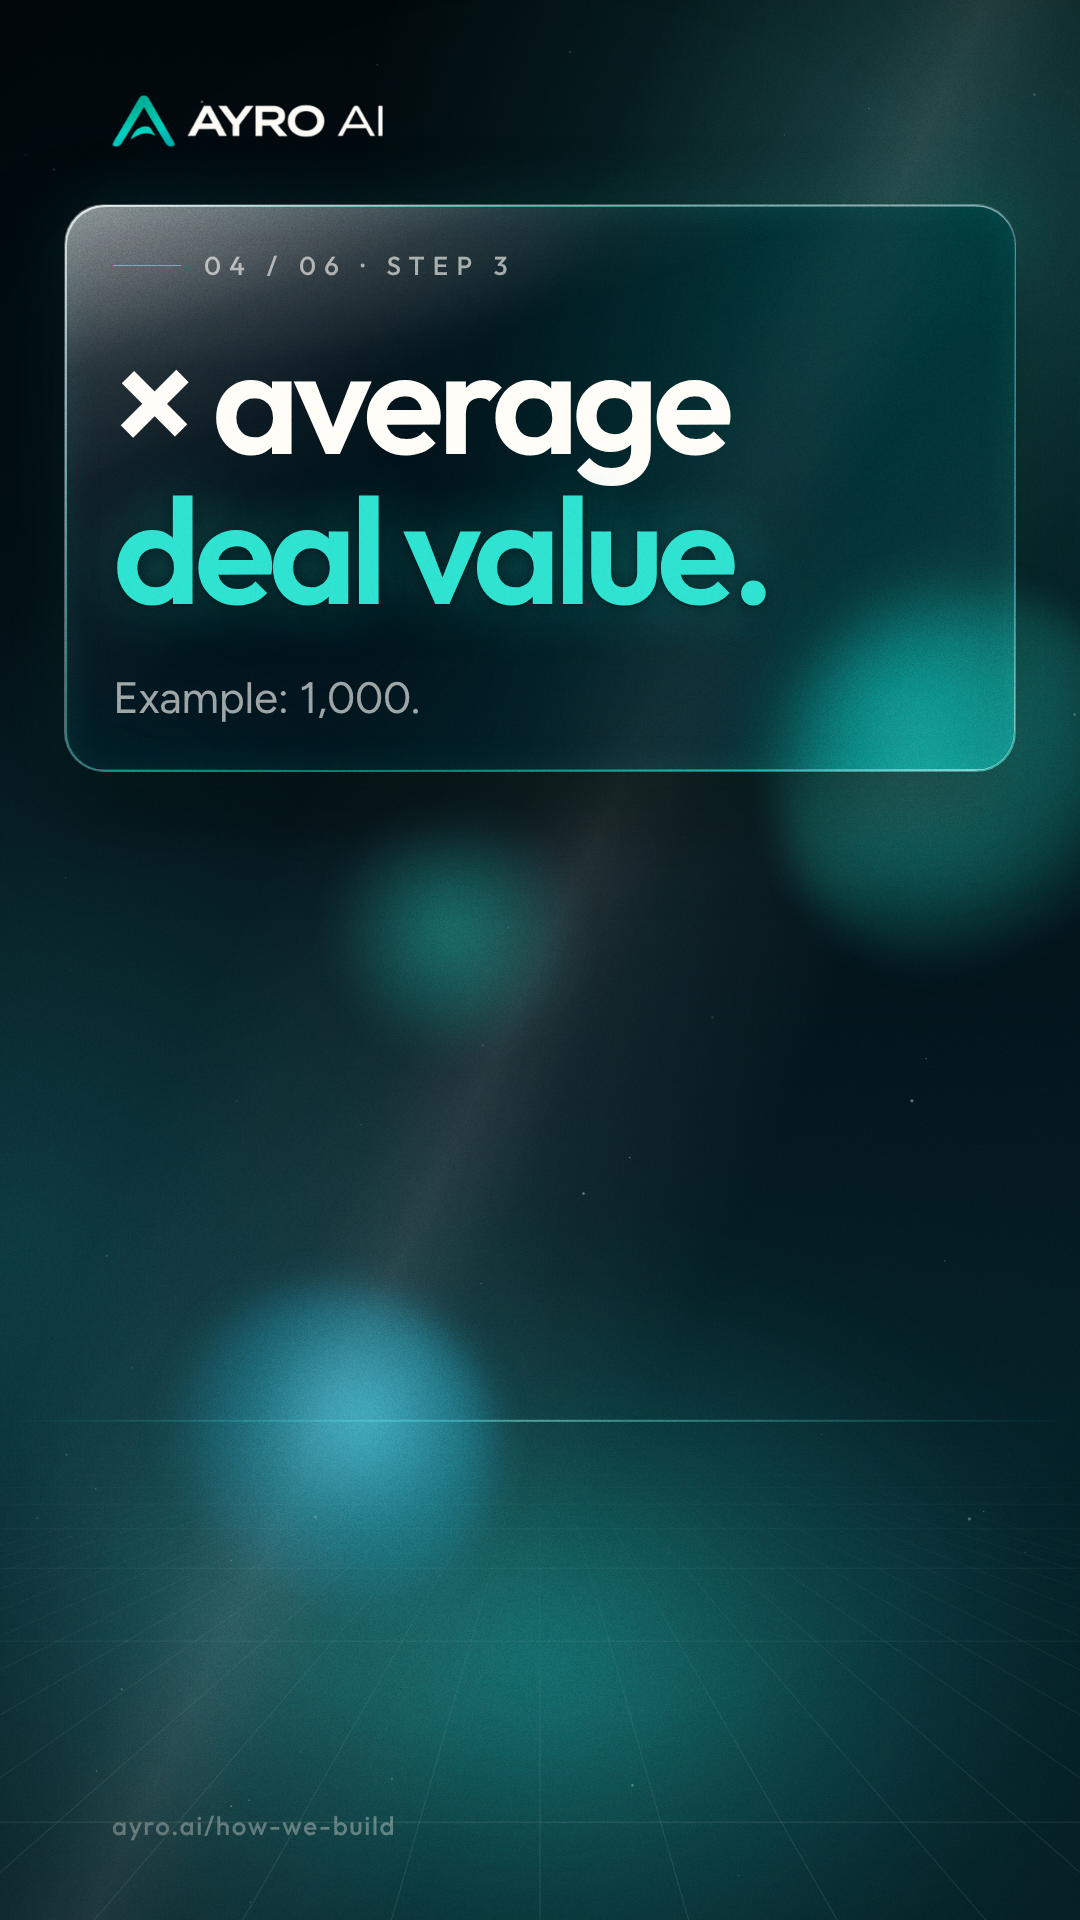 AYRO AI
04 / 06 · STEP 3
× average
deal value.
Example: 1,000.
ayro.ai/how-we-build